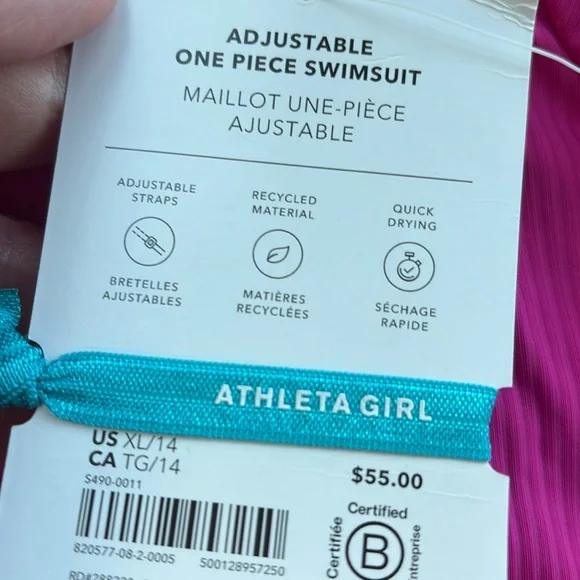 ADJUSTABLE
ONE PIECE SWIMSUIT
MAILLOT UNE-PIÈCE
AJUSTABLE
ADJUSTABLE
STRAPS
BRETELLES
AJUSTABLES
RECYCLED
MATERIAL
MATIÈRES
RECYCLÉES
QUICK
DRYING
SÉCHAGE
RAPIDE
ATHLETA GIRL
US XL/14
CA TG/14
S490-0011
$55.00
820577-08-2-0005 S00128957250
Certified
Certifiée
B
Entreprise